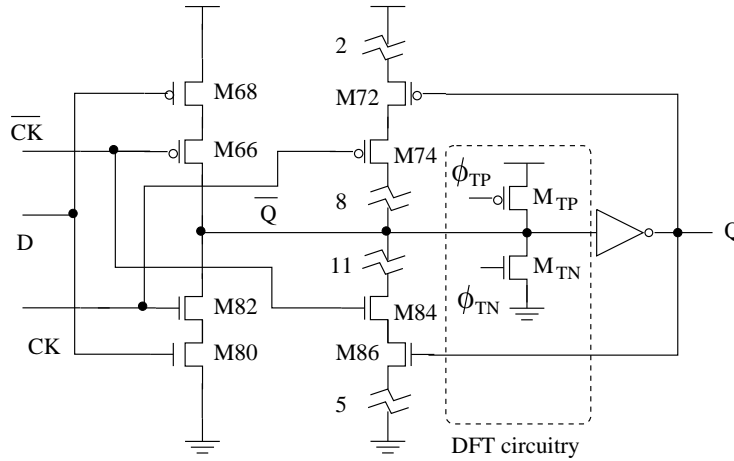 2
M68
M72
C̅K̅
M66
M74
ϕTP
MTP
Q̅
8
D
Q
11
MTN
M82
M84
ϕTN
CK
M80
M86
5
DFT circuitry